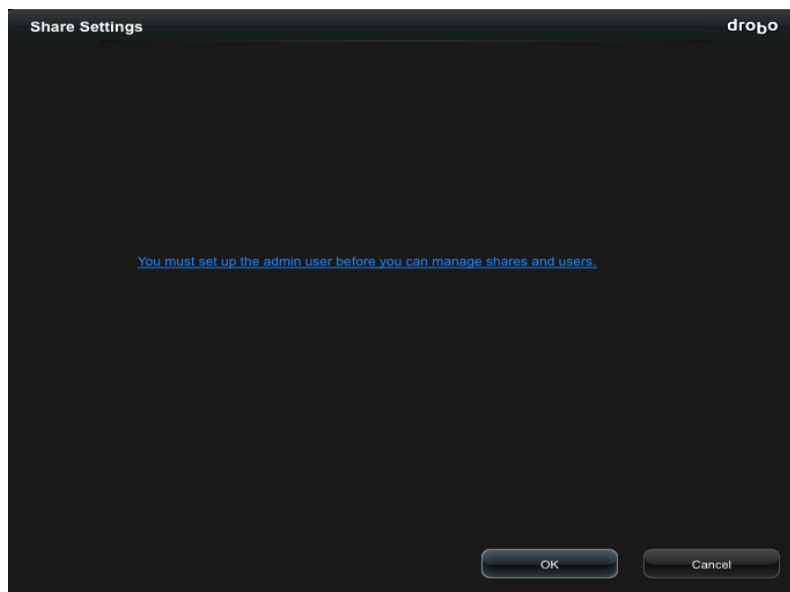 Share Settings
drobo
You must set up the admin user before you can manage shares and users.
OK
Cancel